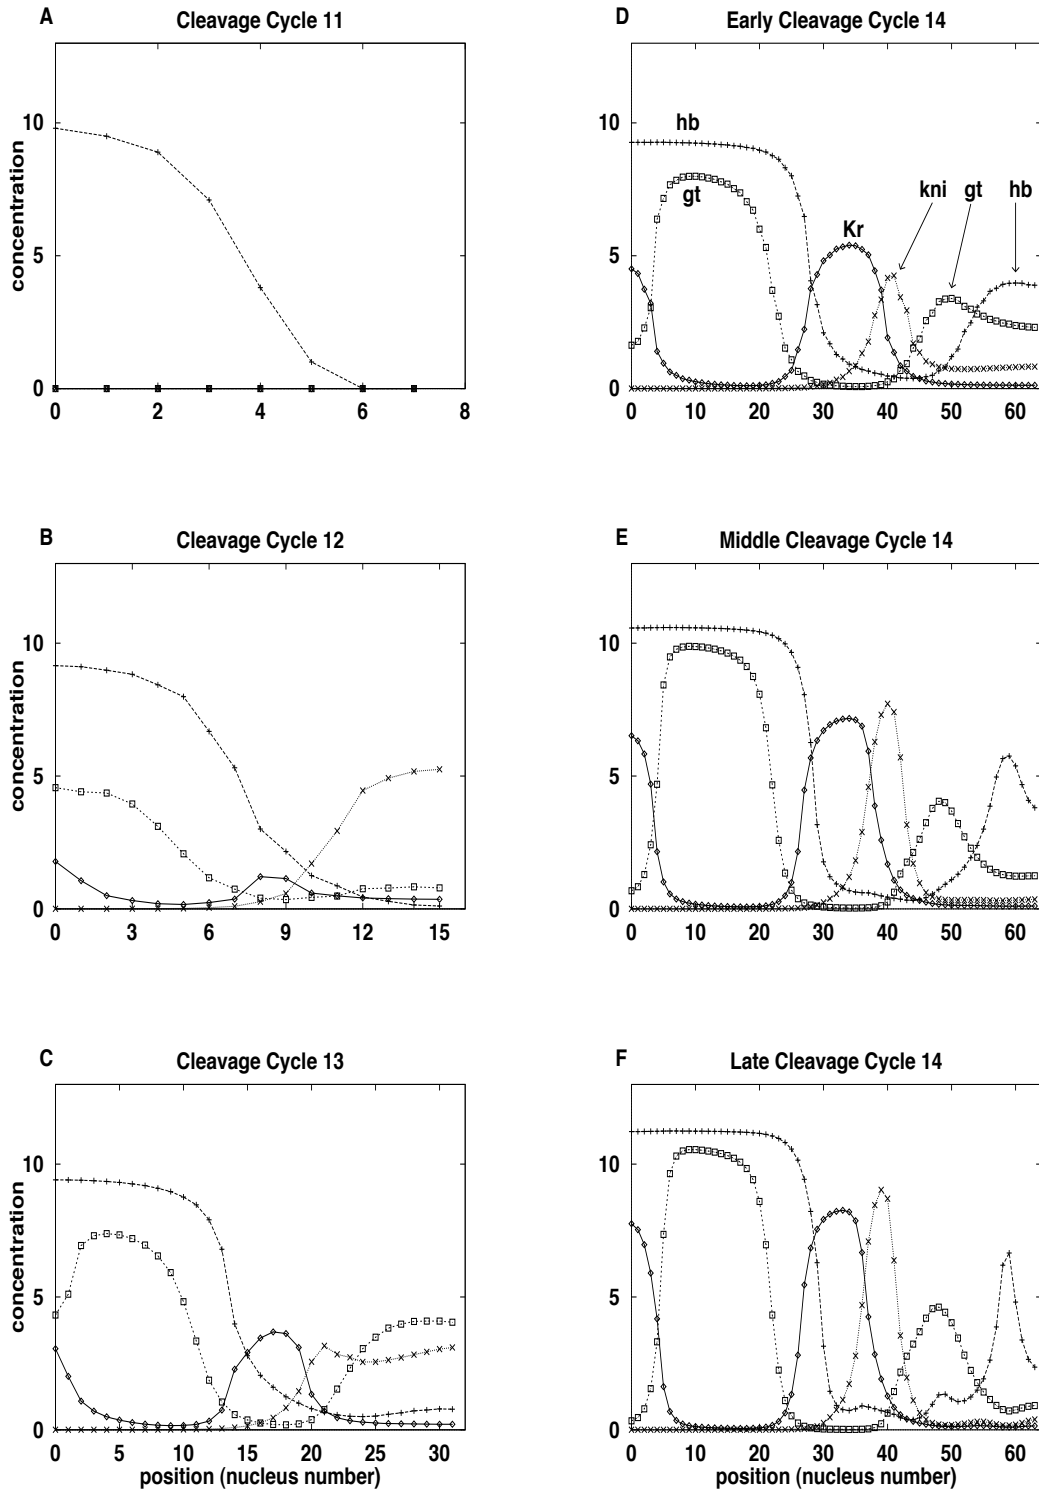 A
Cleavage Cycle 11
concentration
10
5
0
0 2 4 6 8
B
Cleavage Cycle 12
concentration
10
5
0
0 3 6 9 12 15
C
Cleavage Cycle 13
concentration
10
5
0
0 5 10 15 20 25 30
position (nucleus number)
D
Early Cleavage Cycle 14
10
5
0
hb
gt
Kr
kni gt hb
0 10 20 30 40 50 60
E
Middle Cleavage Cycle 14
10
5
0
0 10 20 30 40 50 60
F
Late Cleavage Cycle 14
10
5
0
0 10 20 30 40 50 60
position (nucleus number)